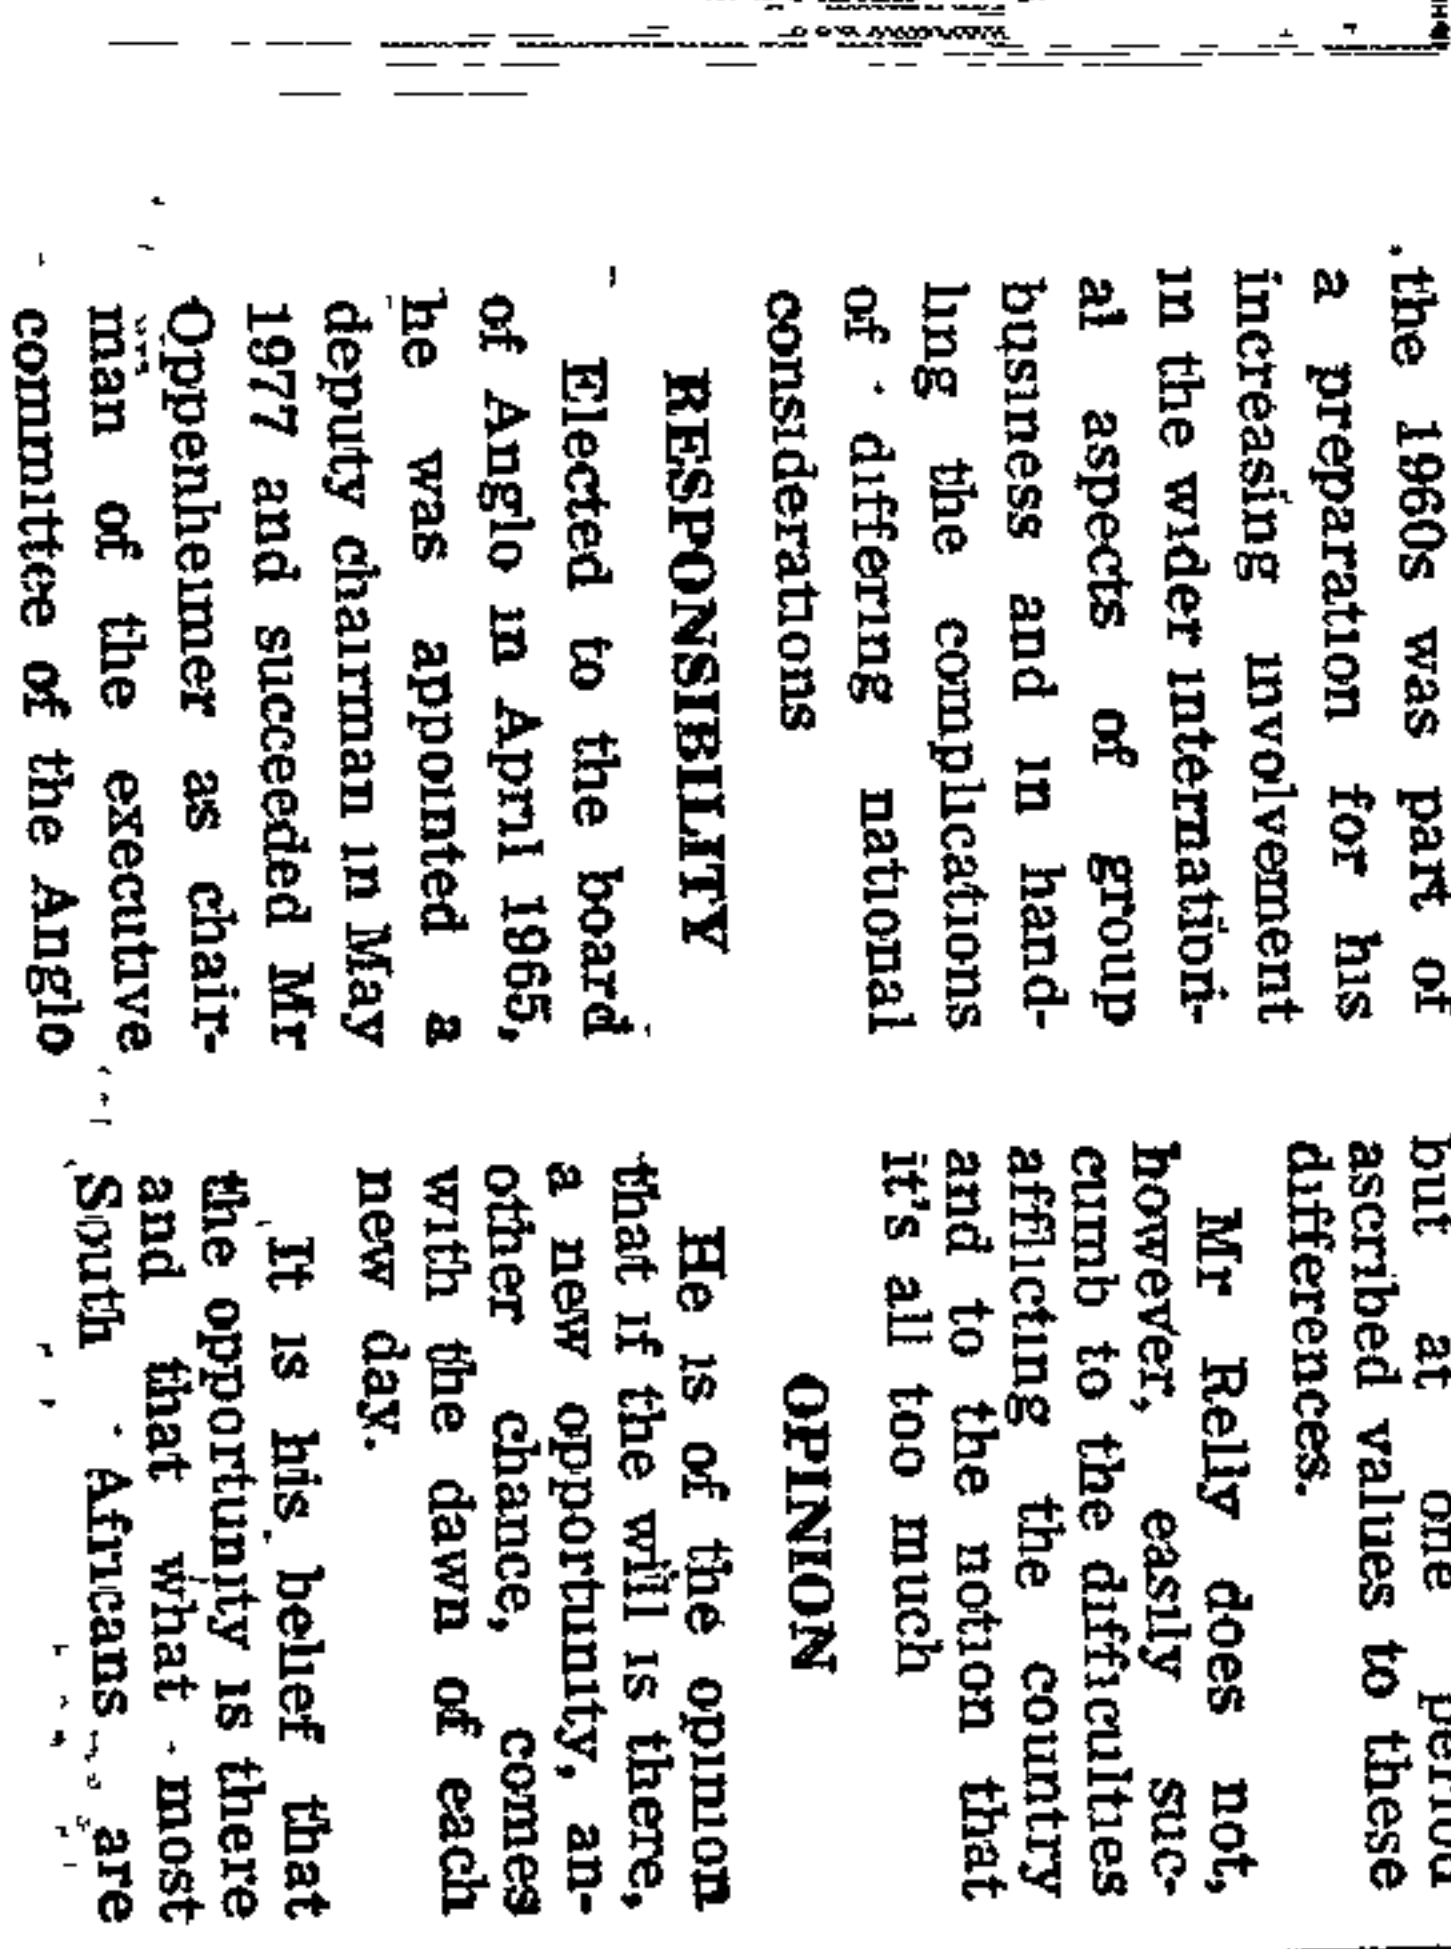 the 1960s was part of
a preparation for his
increasing involvement
in the wider internation-
al aspects of group
business and in hand-
ling the complications
of differing national
considerations
RESPONSIBILITY
Elected to the board
of Anglo in April 1965,
he was appointed a
deputy chairman in May
1977 and succeeded Mr
Oppenheimer as chair-
man of the executive
committee of the Anglo
but at one period
ascribed values to these
differences.
Mr Relly does not,
however, easily suc-
cumb to the difficulties
afflicting the country
and to the notion that
it's all too much
OPINION
He is of the opinion
that if the will is there,
a new opportunity, an-
other chance, comes
with the dawn of each
new day.
It is his belief that
the opportunity is there
and that what most
South Africans are